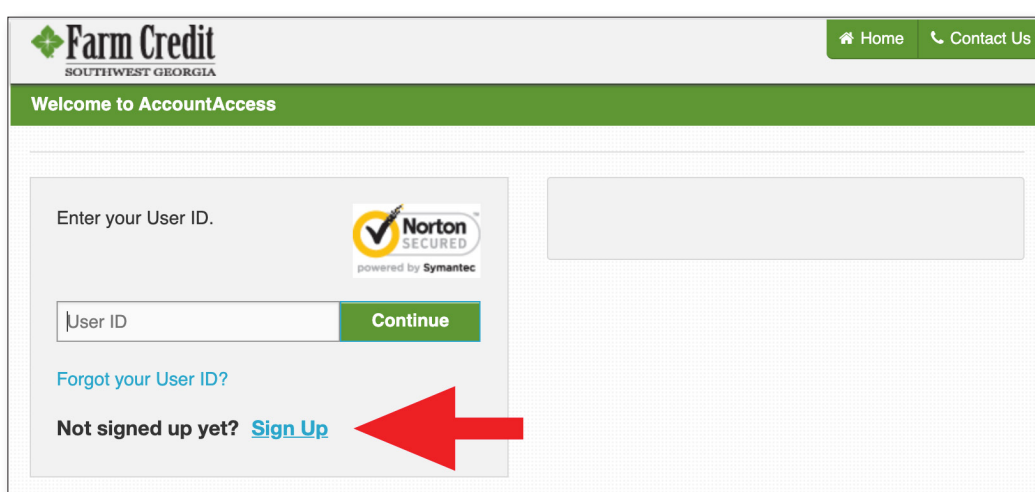 Farm Credit
SOUTHWEST GEORGIA
Home
Contact Us
Welcome to AccountAccess
Enter your User ID.
Norton
SECURED
powered by Symantec
User ID
Continue
Forgot your User ID?
Not signed up yet? Sign Up